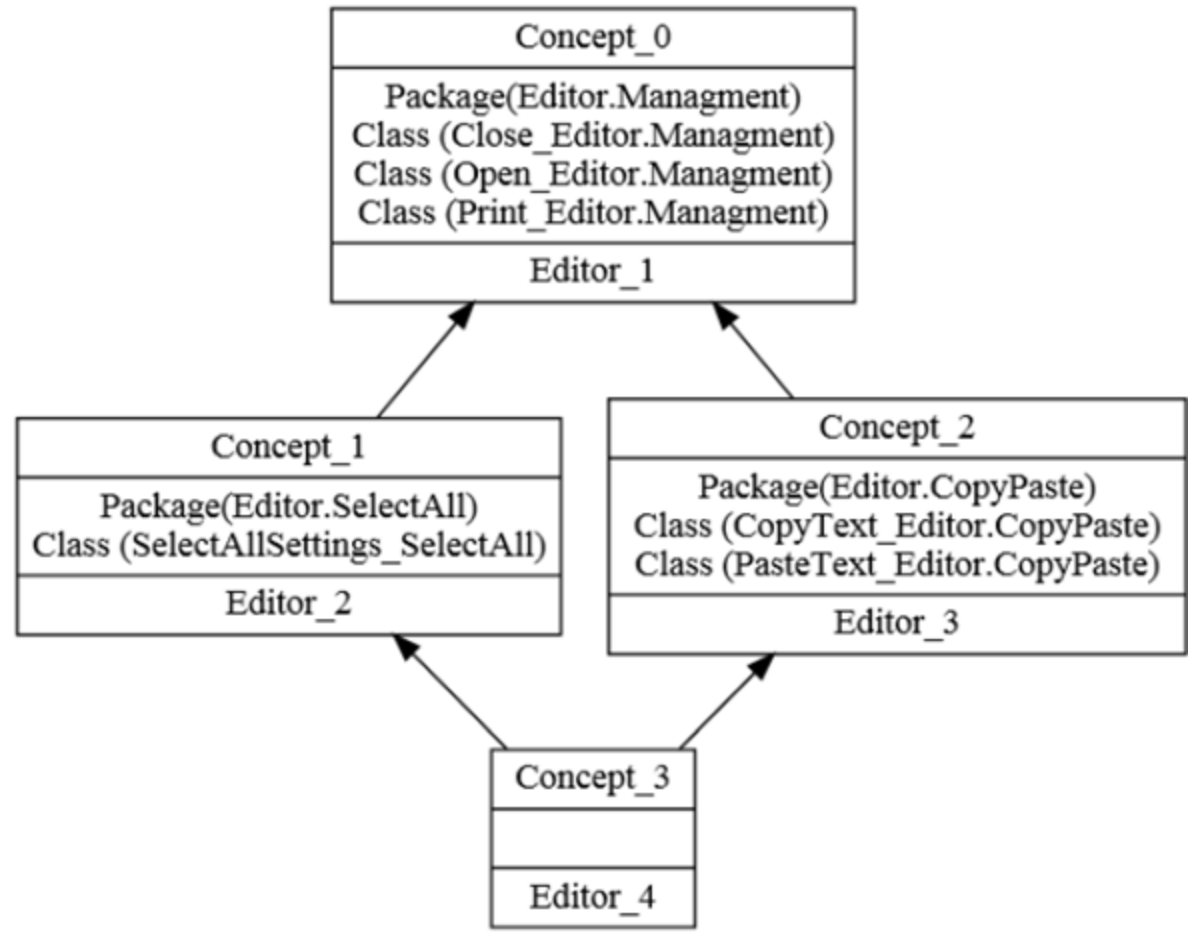 Concept_0
Package(Editor.Managment)
Class (Close_Editor.Managment)
Class (Open_Editor.Managment)
Class (Print_Editor.Managment)
Editor_1
Concept_1
Package(Editor.SelectAll)
Class (SelectAllSettings_SelectAll)
Editor_2
Concept_2
Package(Editor.CopyPaste)
Class (CopyText_Editor.CopyPaste)
Class (PasteText_Editor.CopyPaste)
Editor_3
Concept_3
Editor_4